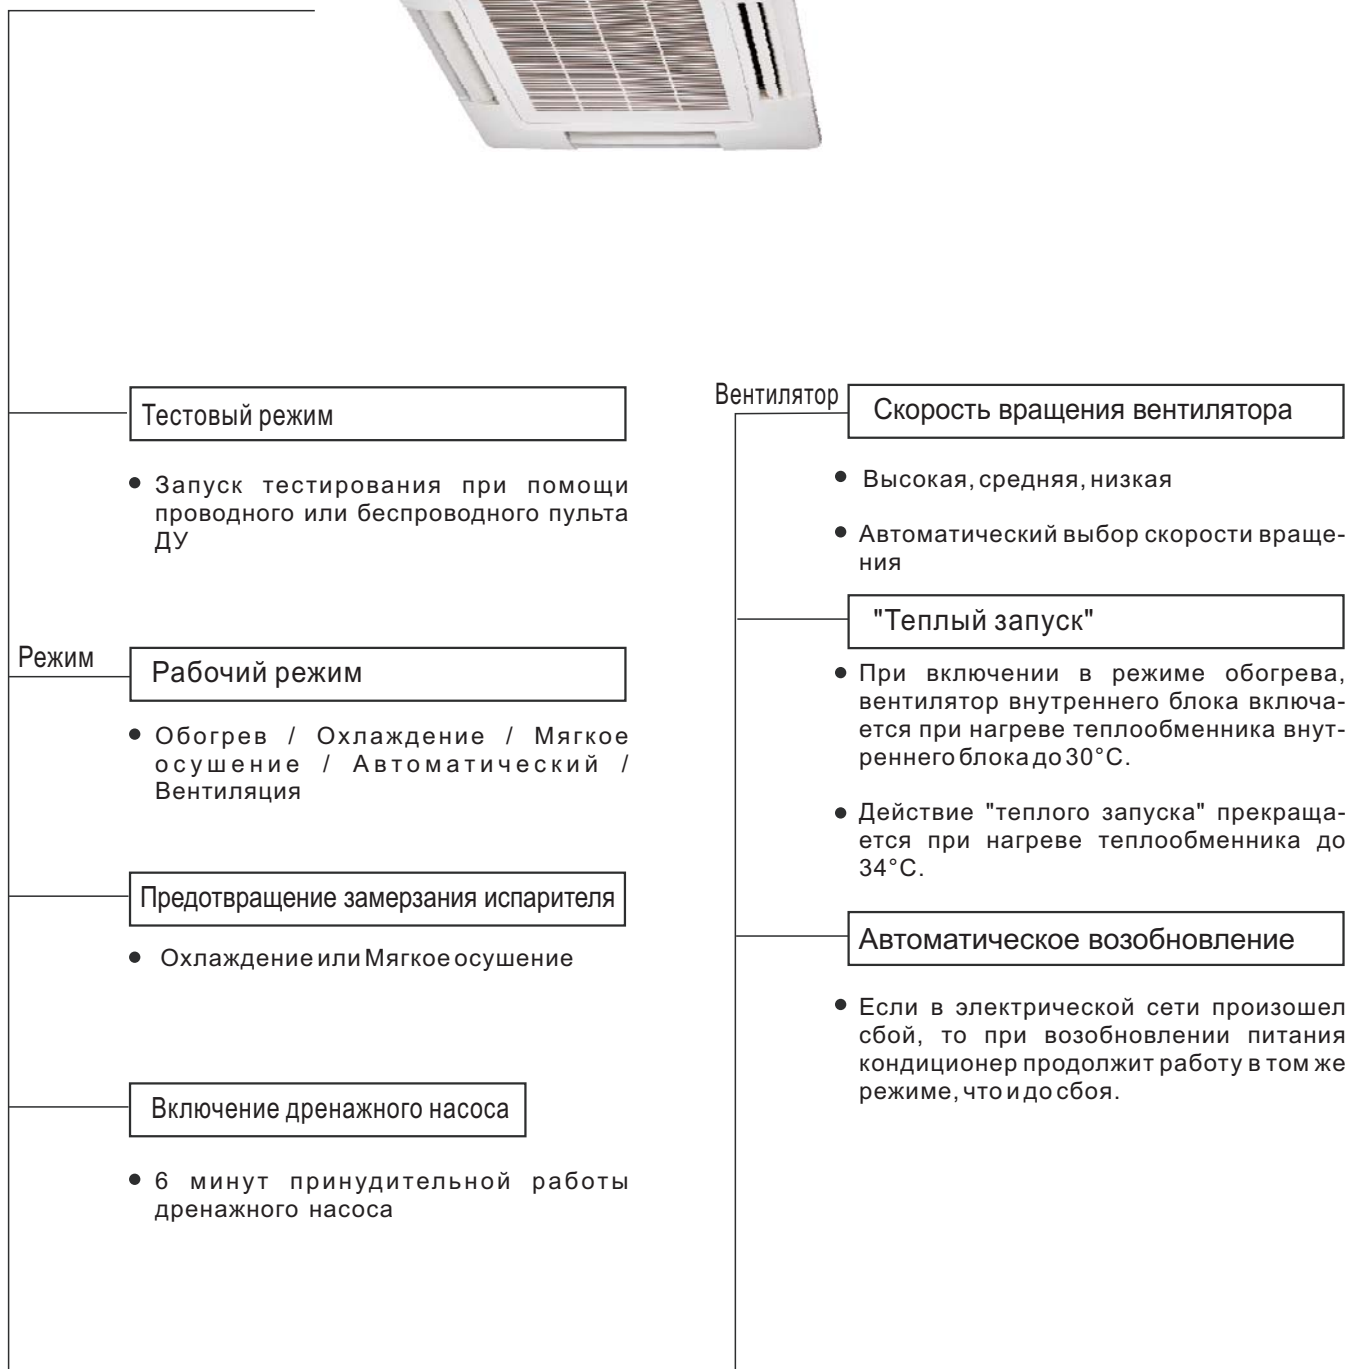 Тестовый режим
Запуск тестирования при помощи
проводного или беспроводного пульта
ДУ
Режим
Рабочий режим
Обогрев / Охлаждение / Мягкое
осушение / Автоматический /
Вентиляция
Предотвращение замерзания испарителя
Охлаждение или Мягкое осушение
Включение дренажного насоса
6 минут принудительной работы
дренажного насоса
Вентилятор
Скорость вращения вентилятора
Высокая, средняя, низкая
Автоматический выбор скорости враще-
ния
"Теплый запуск"
При включении в режиме обогрева,
вентилятор внутреннего блока включа-
ется при нагреве теплообменника внут-
реннего блока до 30°C.
Действие "теплого запуска" прекраща-
ется при нагреве теплообменника до
34°C.
Автоматическое возобновление
Если в электрической сети произошел
сбой, то при возобновлении питания
кондиционер продолжит работу в том же
режиме, что и до сбоя.